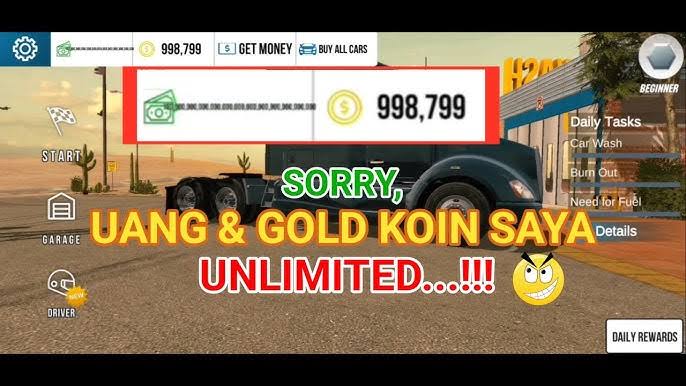 998,799
GET MONEY
BUY ALL CARS
998,799
BEGINNER
Daily Tasks
Car Wash
Burn Out
Need for Fuel
Details
START
GARAGE
NEW
DRIVER
SORRY,
UANG & GOLD KOIN SAYA
UNLIMITED...!!!
DAILY REWARDS